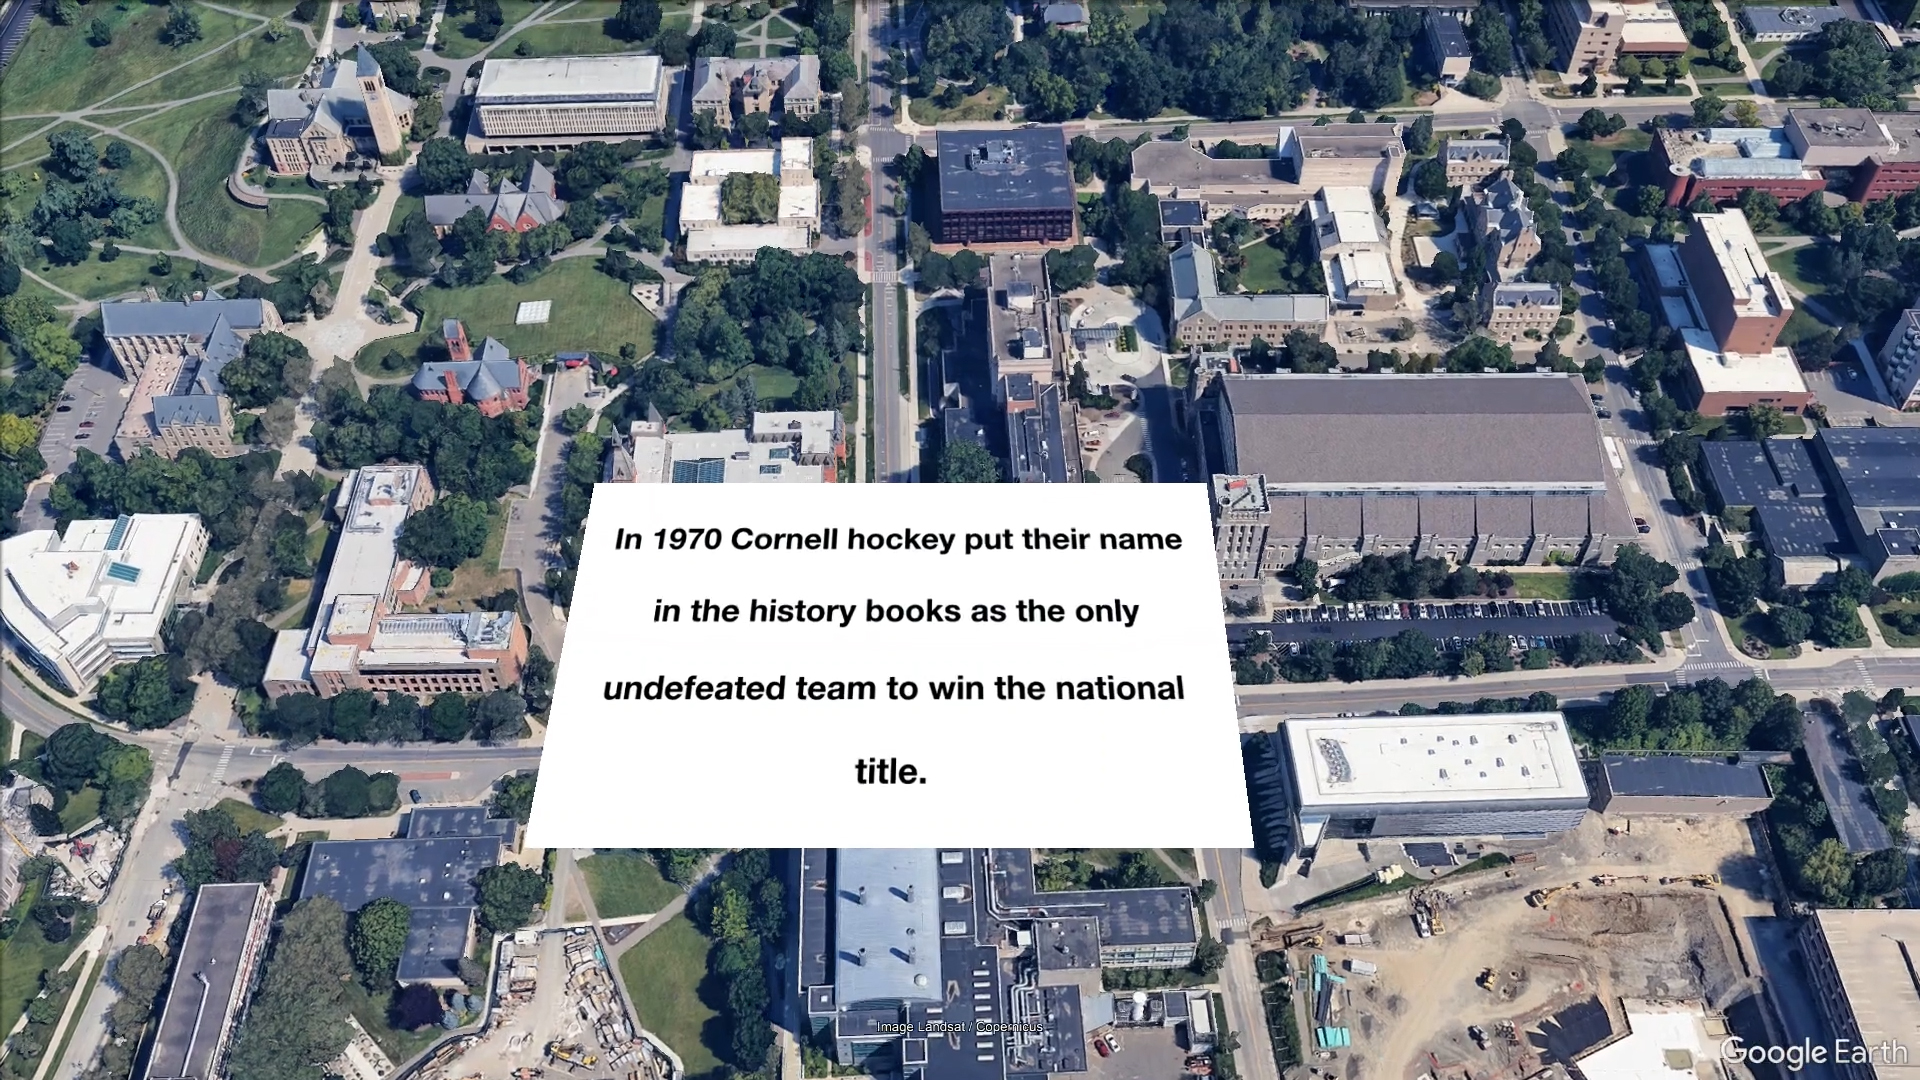 In 1970 Cornell hockey put their name
in the history books as the only
undefeated team to win the national
title.
Image Landsat / Copernicus
Google Earth